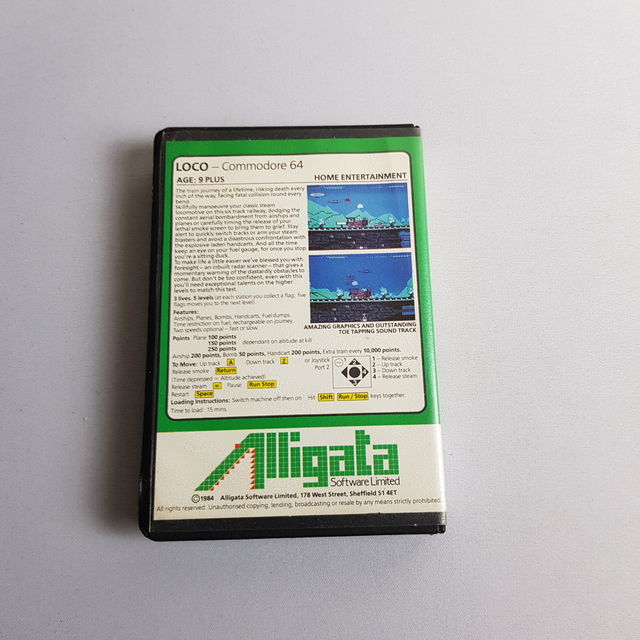 LOCO – Commodore 64
AGE: 9 PLUS
HOME ENTERTAINMENT
The train journey of a lifetime, risking death every
inch of the way, facing fatal collision round every
bend.
Skillfully manoeuvre your classic steam
locomotive on this six track railway, dodging the
constant aerial bombardment from airships and
planes or carefully timing the release of your
lethal smoke screen to bring them to grief. Stay
alert to quickly switch tracks or arm your steam
blasters and avoid a disastrous confrontation with
the explosive laden handcarts. And all the time
keep an eye on your fuel gauge, for once you stop
you're a sitting duck.
To make life a little easier we've blessed you with
foresight – an inbuilt radar scanner – that gives a
momentary warning of the dastardly obstacles to
come. But don't be too confident, even with this
you'll need exceptional talents on the higher
levels to match this test.
3 lives, 5 levels (at each station you collect a flag; five
flags moves you to the next level).
Features:
Airships, Planes, Bombs, Handcarts, Fuel dumps,
Time restriction on fuel, rechargeable on journey.
Two speeds optional – fast or slow
AMAZING GRAPHICS AND OUTSTANDING
TOE TAPPING SOUND TRACK
Points Plane 100 points
150 points dependant on altitude at kill
250 points
Airship 200 points, Bomb 50 points, Handcart 200 points, Extra train every 10,000 points.
To Move: Up track A Down track Z or Joystick Port 2
Release smoke Return
(Time depressed = Altitude achieved)
Release steam = Pause Run Stop
Restart Space
1 – Release smoke
2 – Up track
3 – Down track
4 – Release steam
Loading Instructions: Switch machine off then on Hit Shift Run / Stop keys together.
Time to load: 15 mins.
Alligata
Software Limited
©1984 Alligata Software Limited, 178 West Street, Sheffield S1 4ET
All rights reserved. Unauthorised copying, lending, broadcasting or resale by any means strictly prohibited.